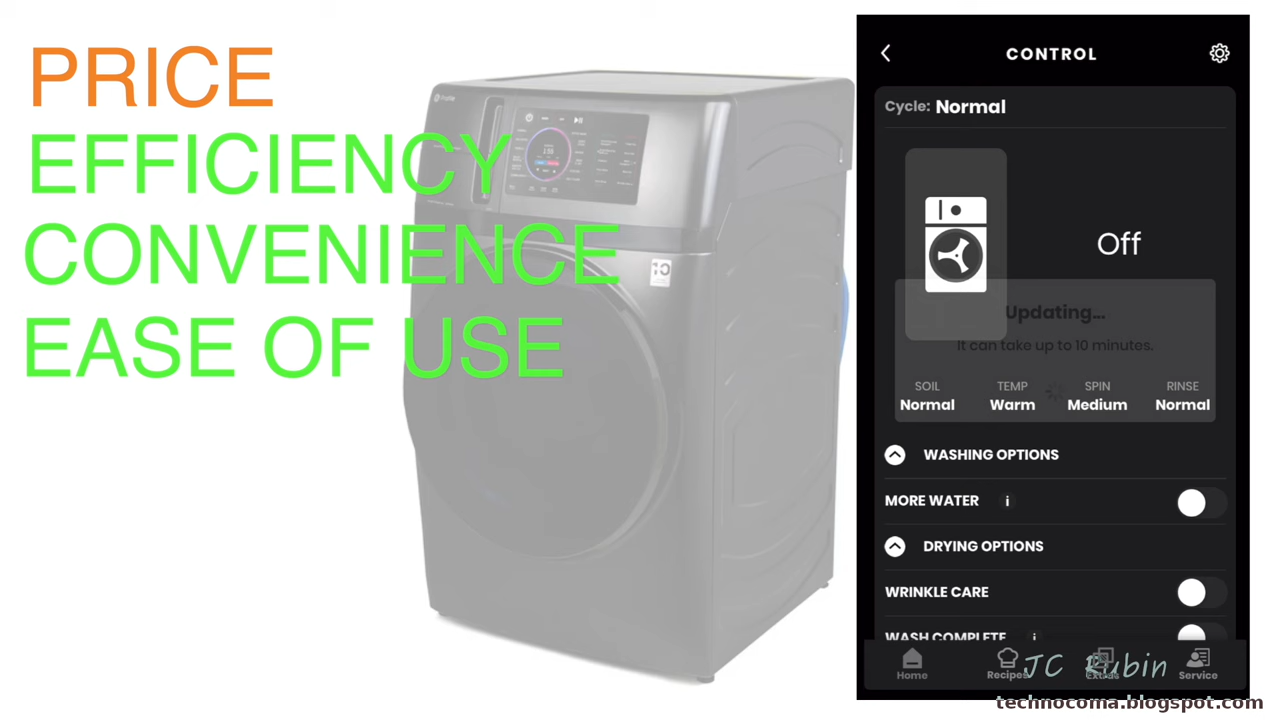 PRICE
EFFICIENCY
CONVENIENCE
EASE OF USE
CONTROL
Cycle: Normal
Off
Updating...
It can take up to 10 minutes.
SOIL TEMP SPIN RINSE
Normal Warm Medium Normal
WASHING OPTIONS
MORE WATER i
DRYING OPTIONS
WRINKLE CARE
WASH COMPLETE i
Home Recipes Extras Service
JC Rubin
technocoma.blogspot.com